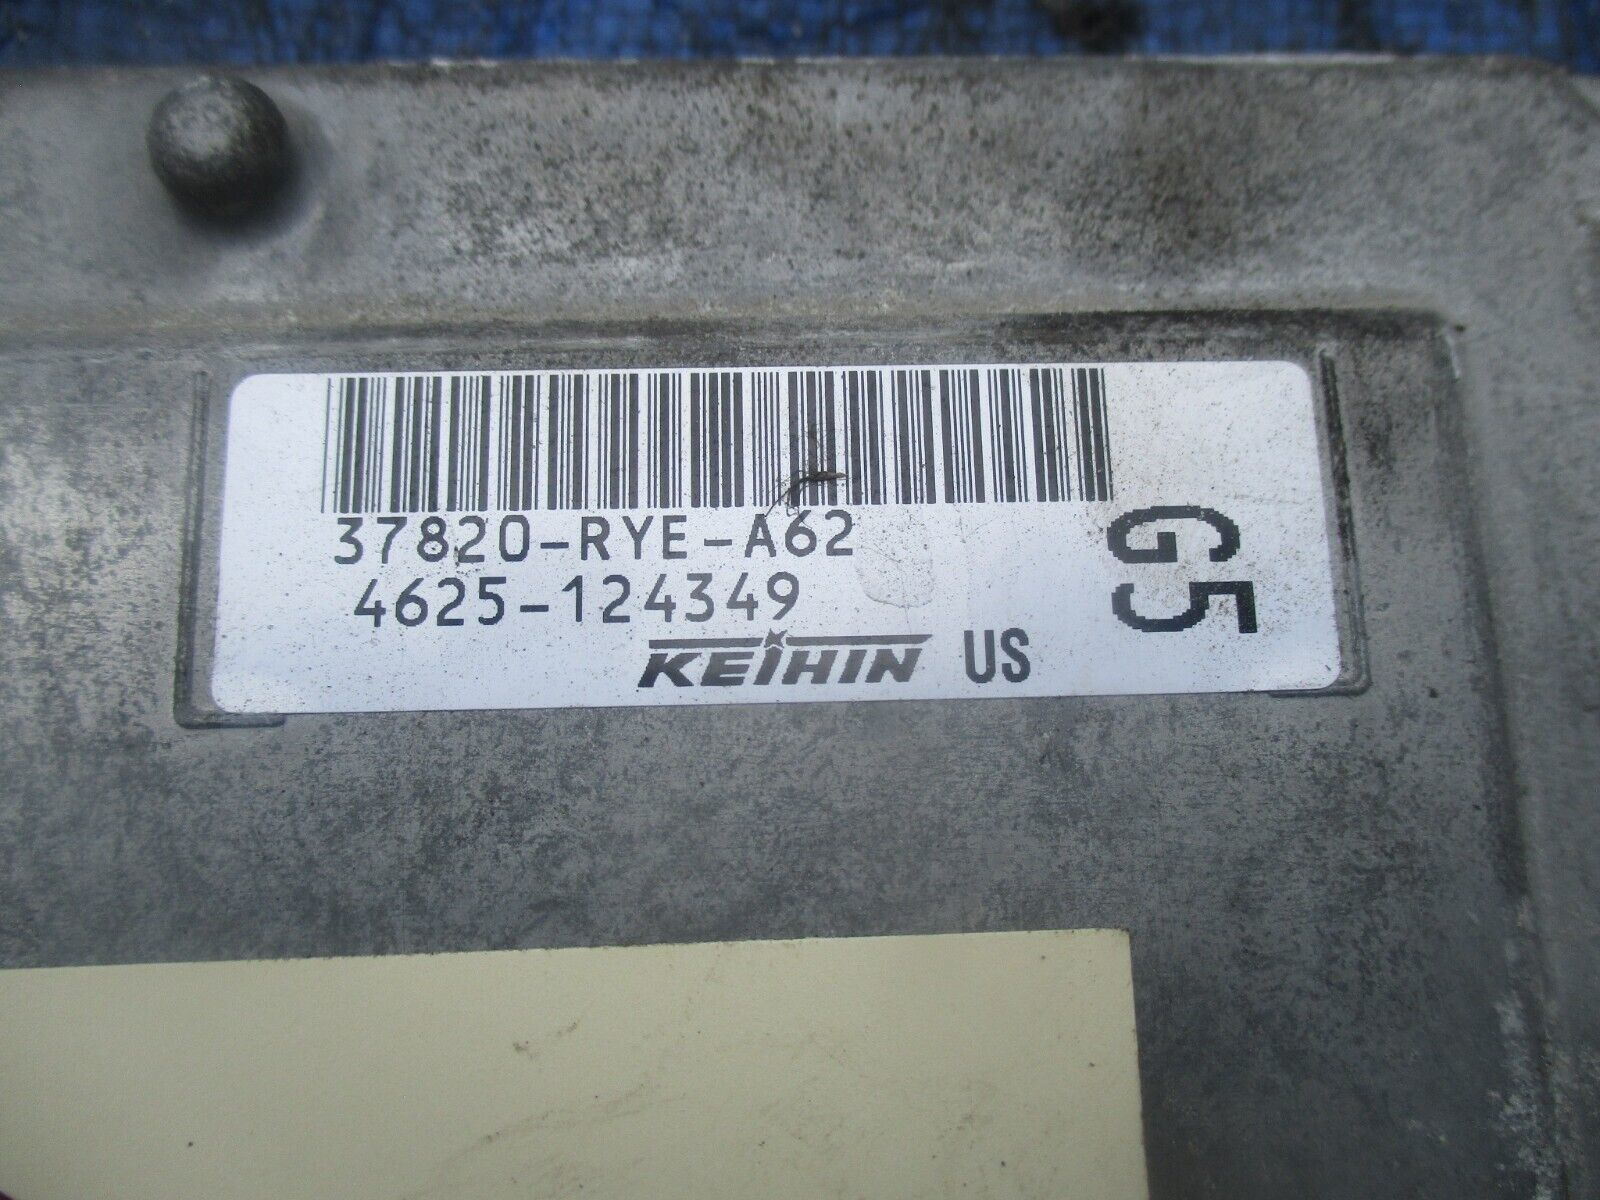 37820-RYE-A62
4625-124349
KEIHIN US
G5